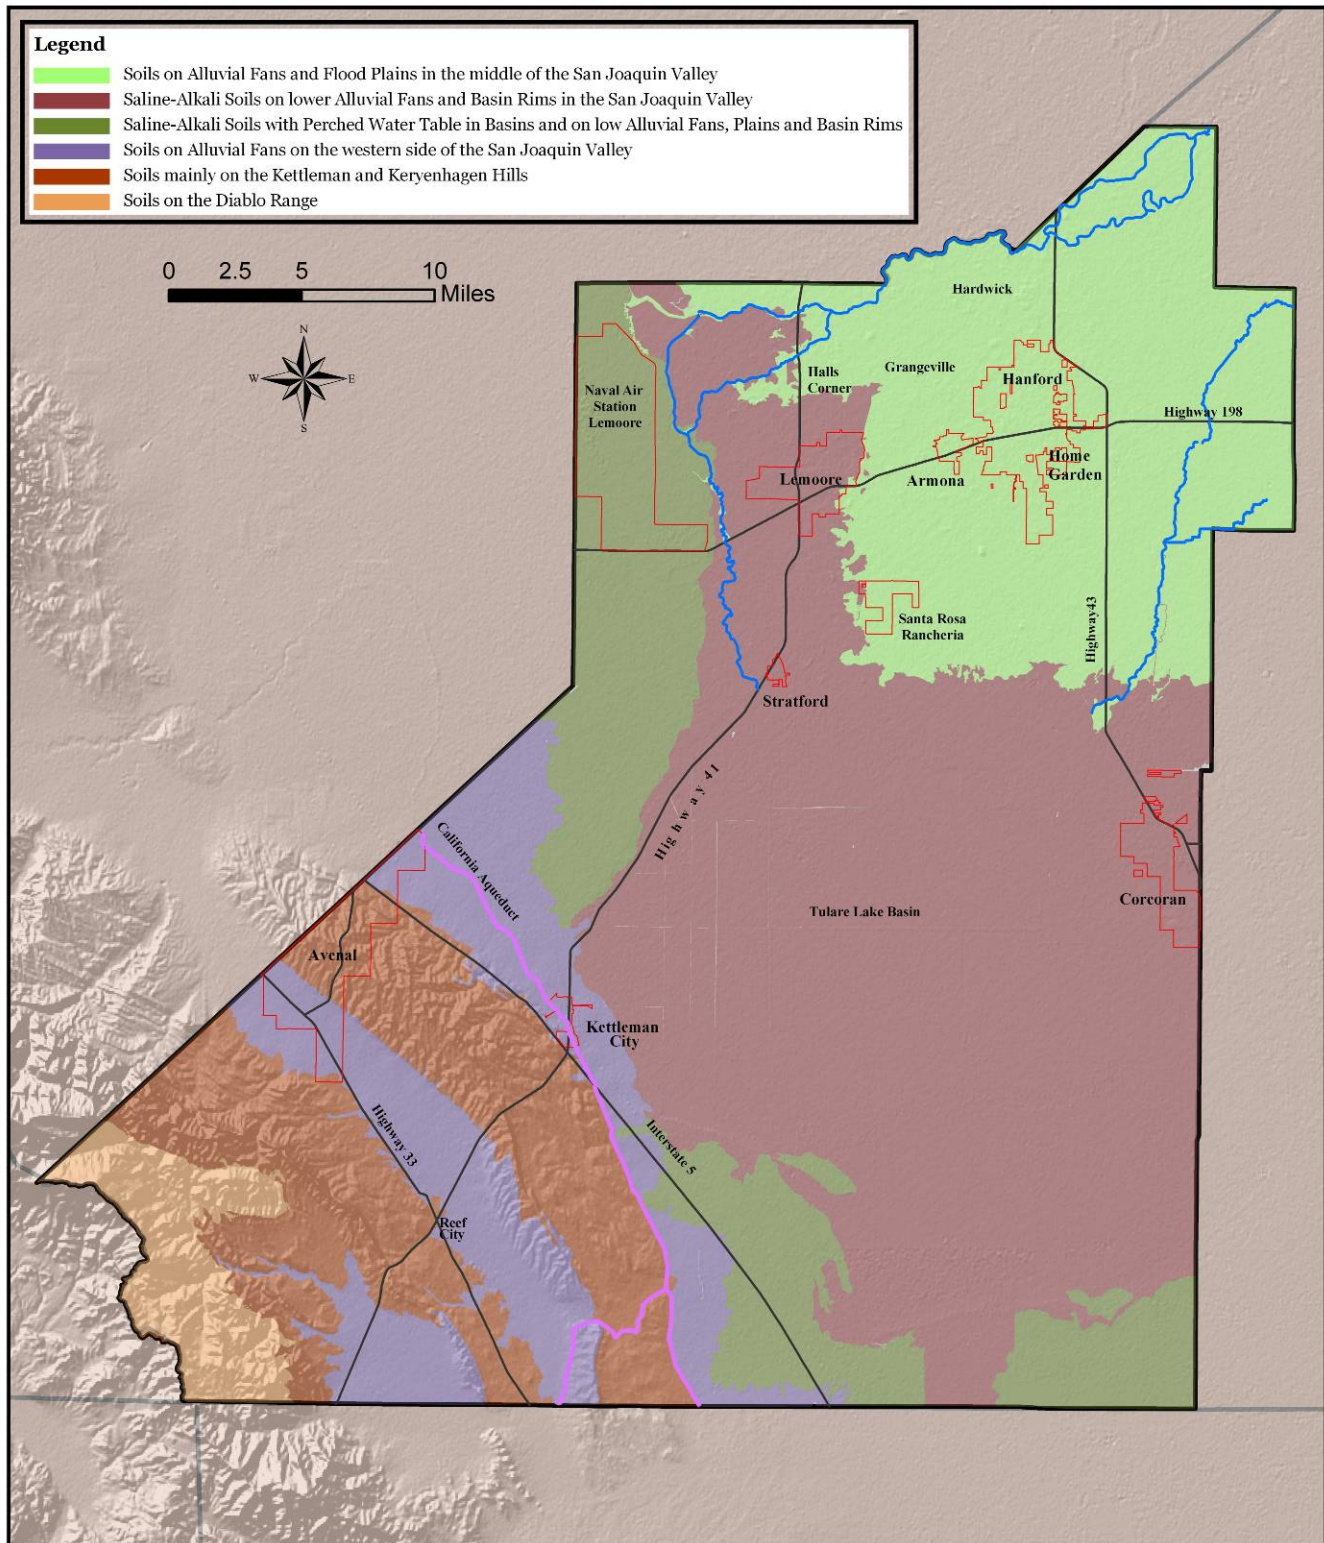 Legend
Soils on Alluvial Fans and Flood Plains in the middle of the San Joaquin Valley
Saline-Alkali Soils on lower Alluvial Fans and Basin Rims in the San Joaquin Valley
Saline-Alkali Soils with Perched Water Table in Basins and on low Alluvial Fans, Plains and Basin Rims
Soils on Alluvial Fans on the western side of the San Joaquin Valley
Soils mainly on the Kettleman and Keryenhagen Hills
Soils on the Diablo Range
0 2.5 5 10
Miles
N
W E
S
Hardwick
Halls
Corner
Grangeville
Hanford
Naval Air
Station
Lemoore
Highway 198
Lemoore
Armona
Home
Garden
Santa Rosa
Rancheria
Highway43
Stratford
Highway 41
California Aqueduct
Corcoran
Tulare Lake Basin
Avenal
Kettleman
City
Highway 33
Interstate 5
Reef
City